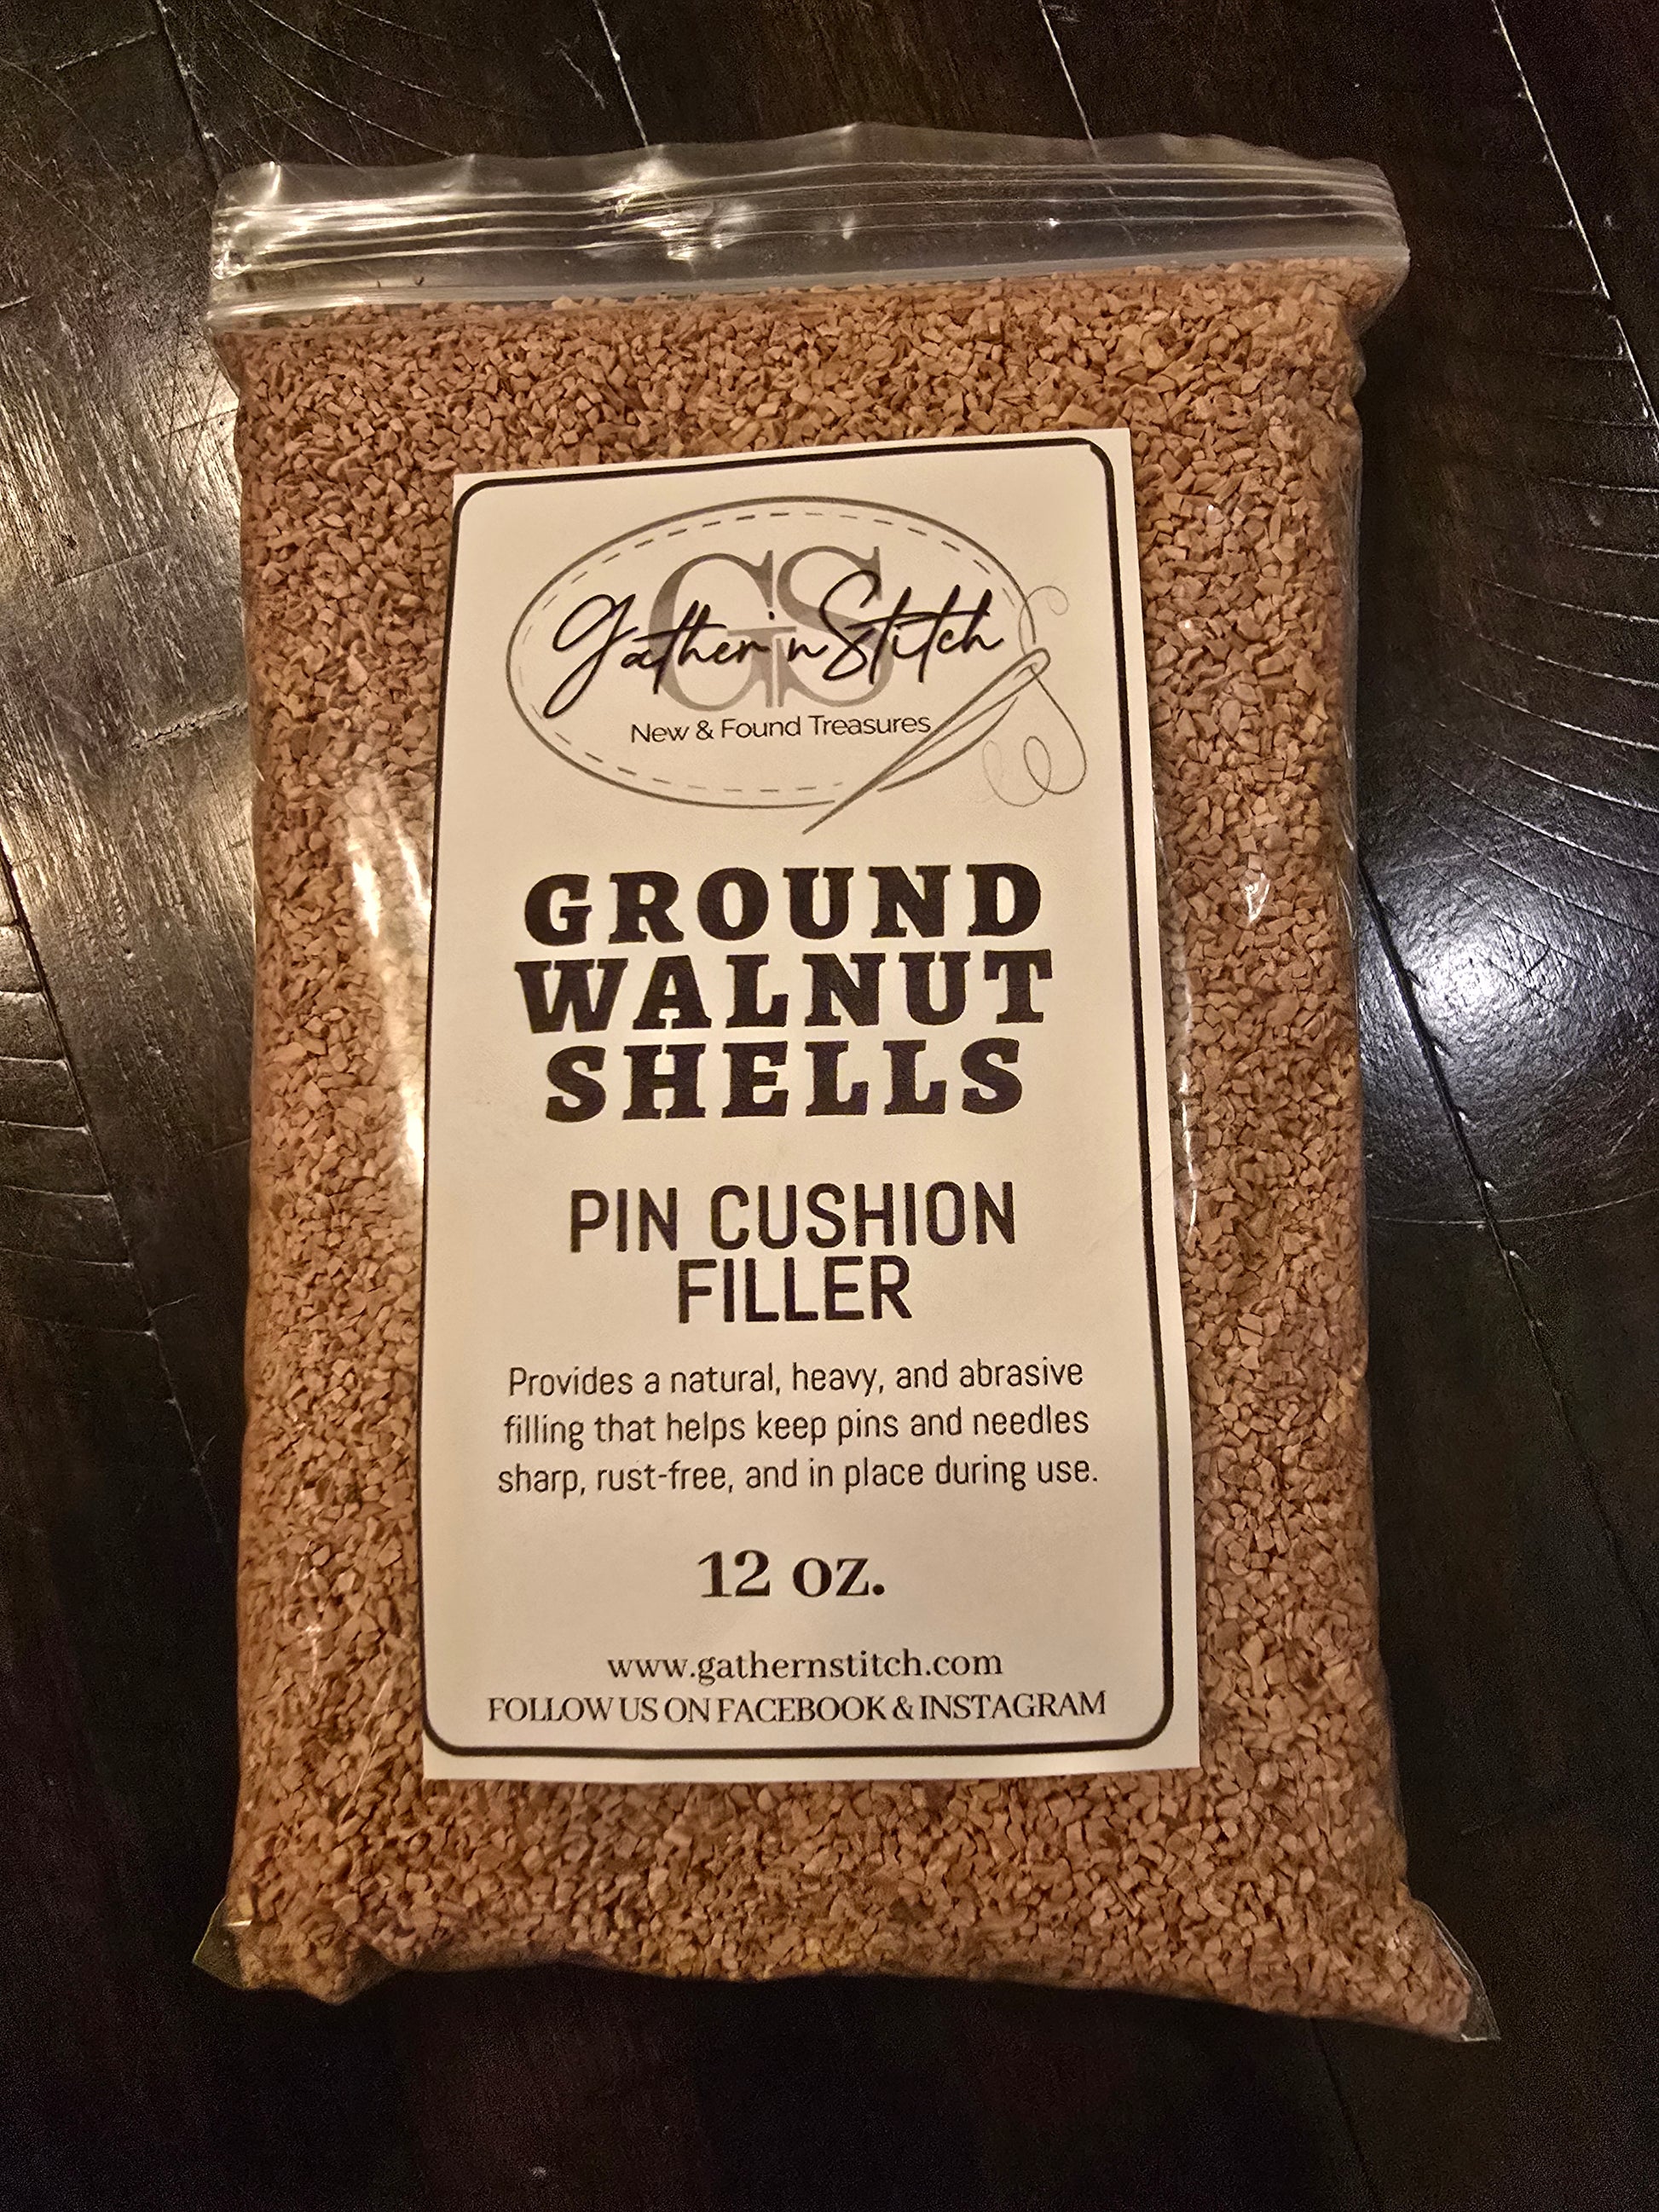 GS
Gather 'n Stitch
New & Found Treasures
GROUND
WALNUT
SHELLS
PIN CUSHION
FILLER
Provides a natural, heavy, and abrasive
filling that helps keep pins and needles
sharp, rust-free, and in place during use.
12 oz.
www.gathernstitch.com
FOLLOW US ON FACEBOOK & INSTAGRAM